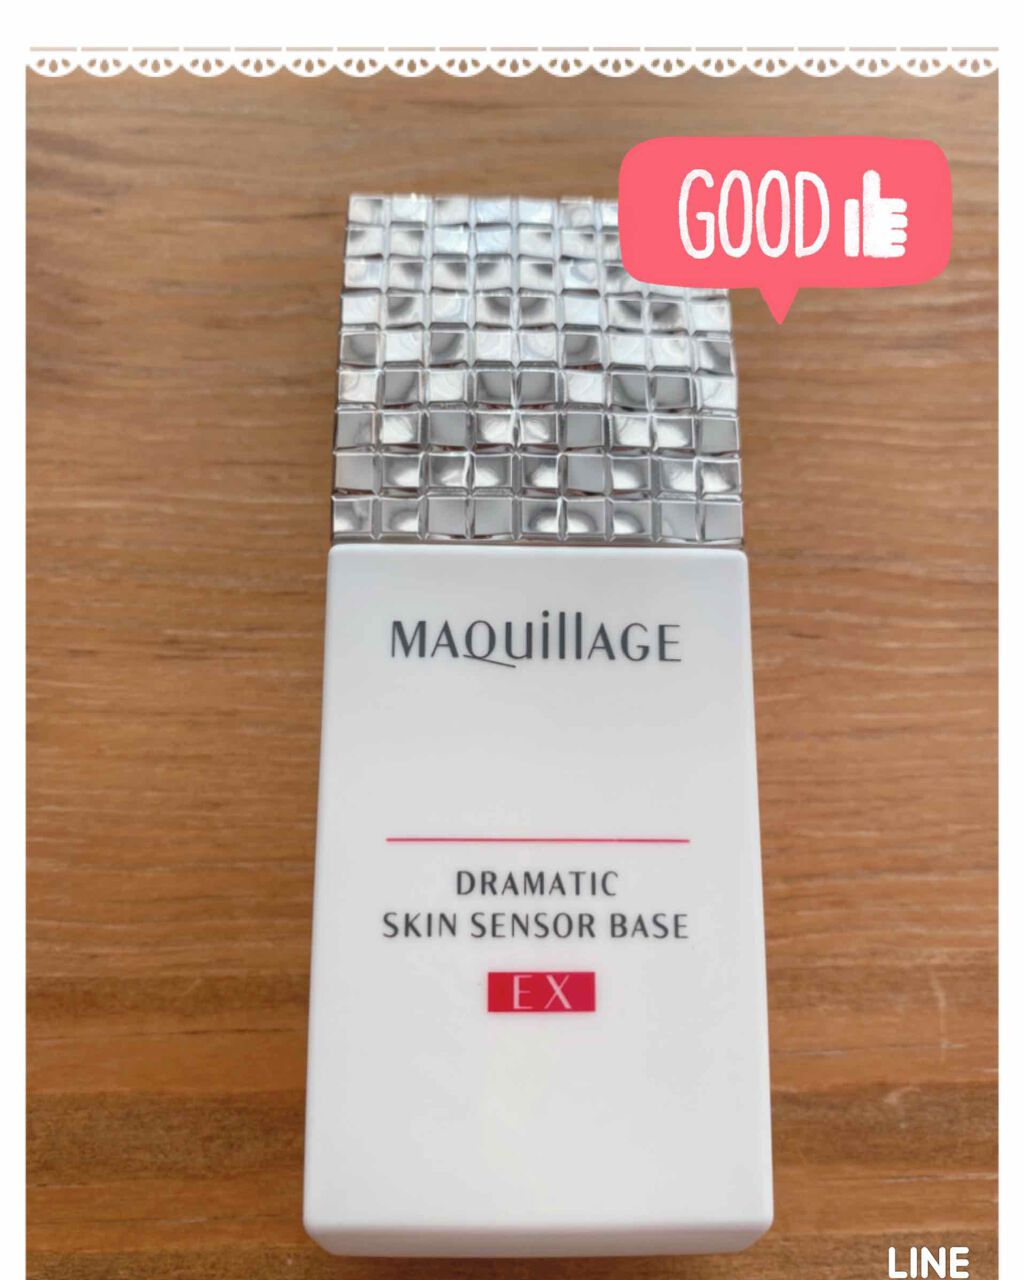 GOOD
MAQuillAGE
DRAMATIC
SKIN SENSOR BASE
EX
LINE